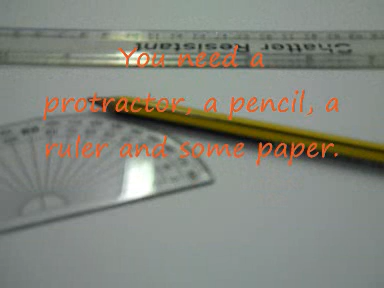 Shatter Resistant
You need a
protractor, a pencil, a
ruler and some paper.